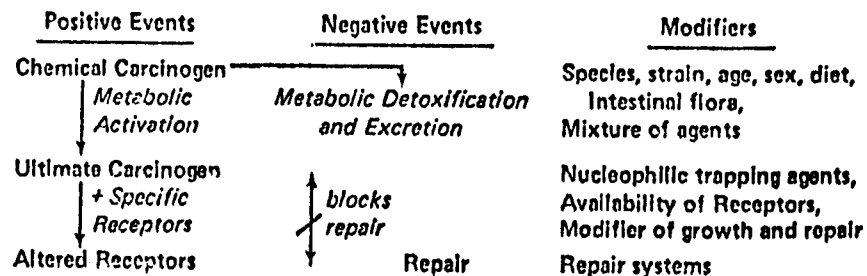 Positive Events Negative Events Modifiers
Chemical Carcinogen Species, strain, age, sex, diet,
Metabolic Metabolic Detoxification Intestinal flora,
Activation and Excretion Mixture of agents
Ultimate Carcinogen Nucleophilic trapping agents,
+ Specific blocks Availability of Receptors,
Receptors repair Modifier of growth and repair
Altered Receptors Repair Repair systems